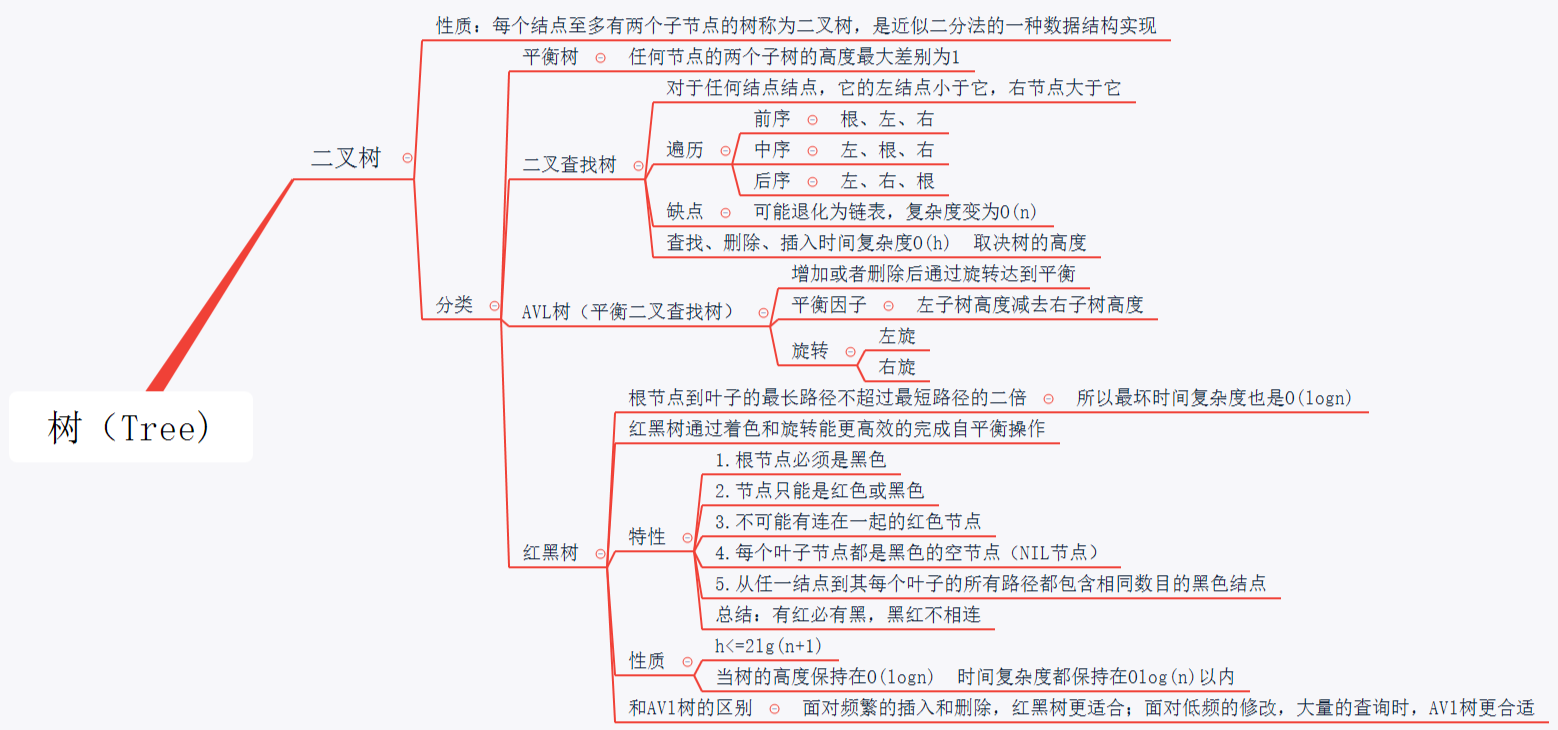 性质：每个结点至多有两个子节点的树称为二叉树，是近似二分法的一种数据结构实现
平衡树 任何节点的两个子树的高度最大差别为1
对于任何结点结点，它的左结点小于它，右节点大于它
前序 根、左、右
二叉树
遍历 中序 左、根、右
二叉查找树
后序 左、右、根
缺点 可能退化为链表，复杂度变为O(n)
查找、删除、插入时间复杂度O(h) 取决树的高度
增加或者删除后通过旋转达到平衡
分类
AVL树（平衡二叉查找树）
平衡因子 左子树高度减去右子树高度
旋转
左旋
右旋
根节点到叶子的最长路径不超过最短路径的二倍 所以最坏时间复杂度也是O(logn)
树（Tree)
红黑树通过着色和旋转能更高效的完成自平衡操作
1.根节点必须是黑色
2.节点只能是红色或黑色
3.不可能有连在一起的红色节点
特性
红黑树
4.每个叶子节点都是黑色的空节点（NIL节点）
5.从任一结点到其每个叶子的所有路径都包含相同数目的黑色结点
总结：有红必有黑，黑红不相连
性质
h<=2lg(n+1)
当树的高度保持在O(logn) 时间复杂度都保持在Olog(n)以内
和AVl树的区别 面对频繁的插入和删除，红黑树更适合；面对低频的修改，大量的查询时，AVl树更合适